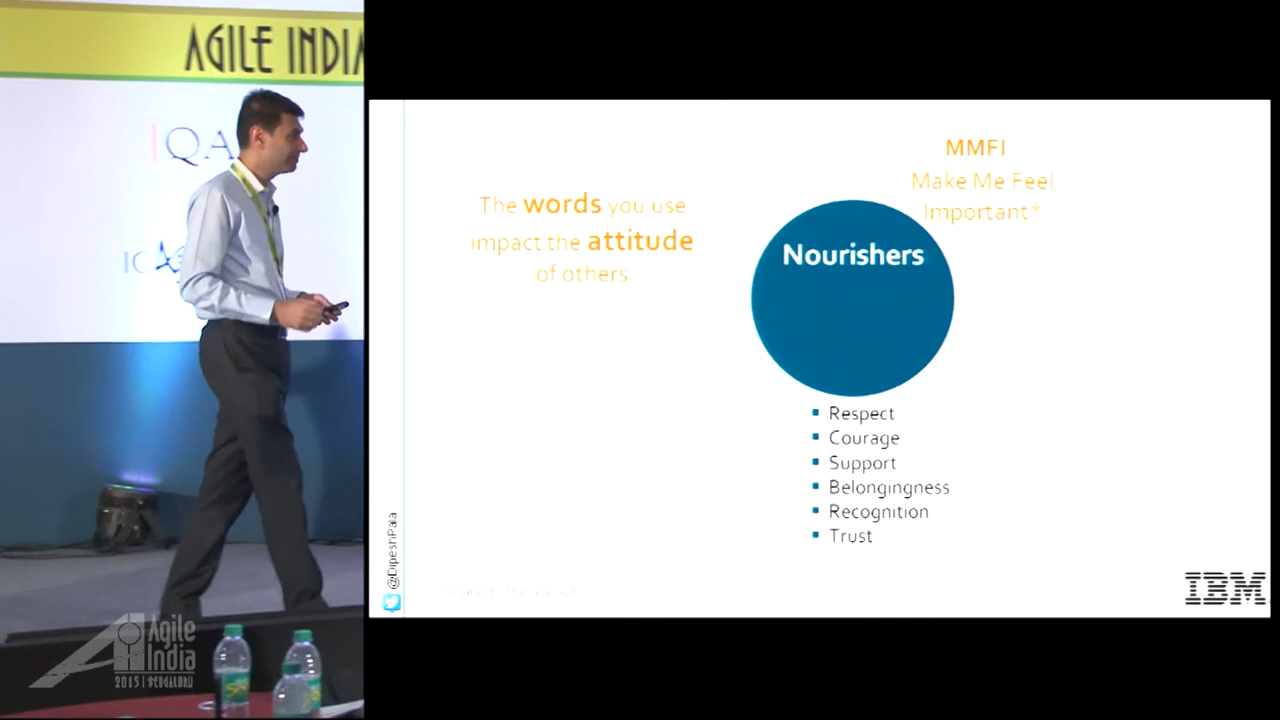 AGILE INDIA
QA
The words you use
impact the attitude
of others
MMFI
Make Me Feel
Important*
Nourishers
Respect
Courage
Support
Belongingness
Recognition
Trust
@DipeshPala
IBM
Agile
India
2015 | BENGALURU